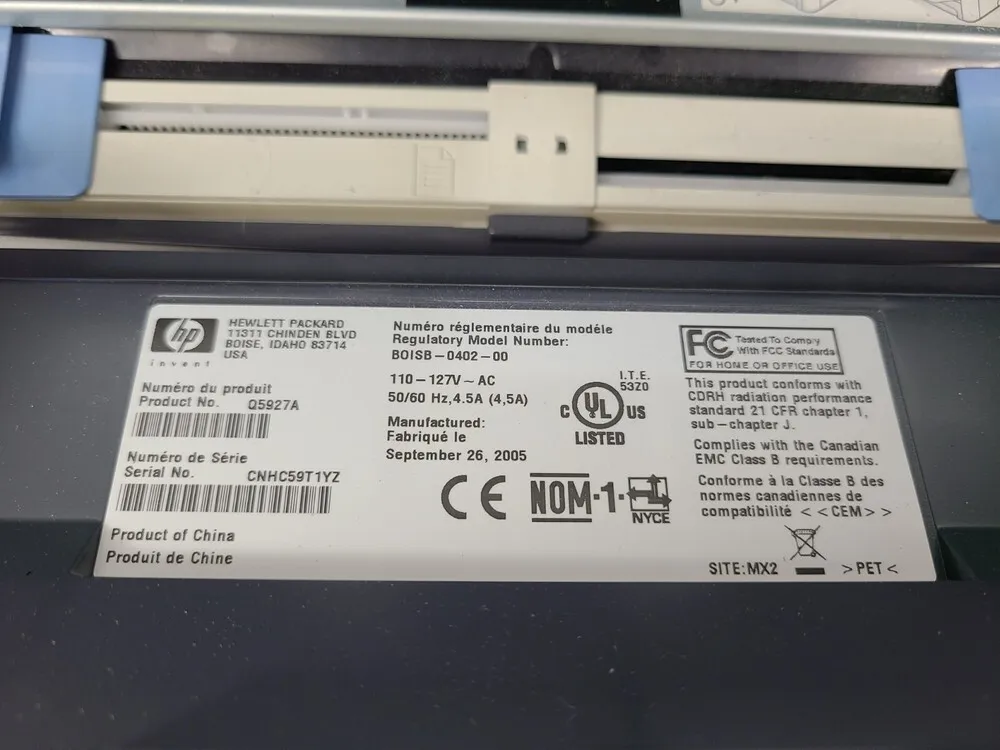 hp
invent
HEWLETT PACKARD
11311 CHINDEN BLVD
BOISE, IDAHO 83714
USA
Numéro du produit
Product No. Q5927A
Numéro de Série
Serial No. CNHC59T1YZ
Product of China
Produit de Chine
Numéro réglementaire du modèle
Regulatory Model Number:
BOISB-0402-00
110-127V~AC
50/60 Hz,4.5A (4,5A)
Manufactured:
Fabriqué le
September 26, 2005
I.T.E.
53Z0
C UL US
LISTED
CE NOM-1- NYCE
FC Tested To Comply
With FCC Standards
FOR HOME OR OFFICE USE
This product conforms with
CDRH radiation performance
standard 21 CFR chapter 1,
sub-chapter J.
Complies with the Canadian
EMC Class B requirements.
Conforme à la Classe B des
normes canadiennes de
compatibilité <<CEM>>
SITE:MX2 >PET<